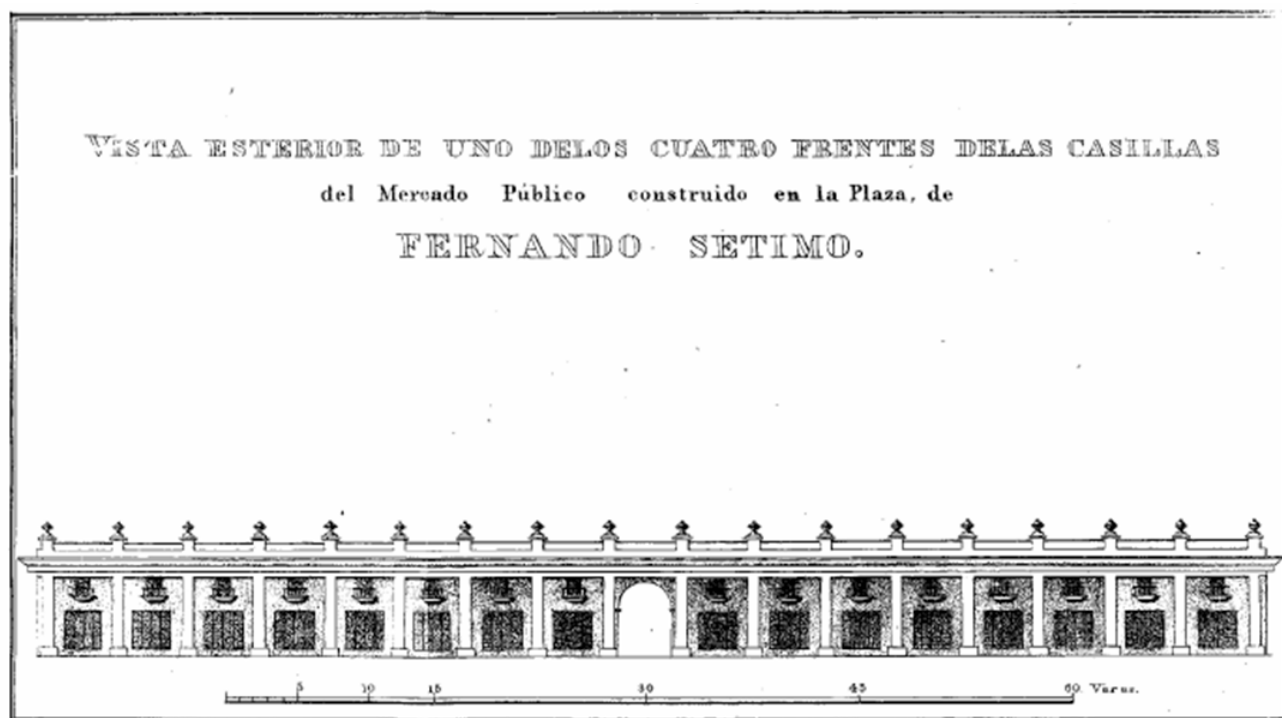 VISTA ESTERIOR DE UNO DELOS CUATRO FRENTES DELAS CASILLAS
del Mercado Público construido en la Plaza, de
FERNANDO SETIMO.
5 10 15 30 45 60 Varas.